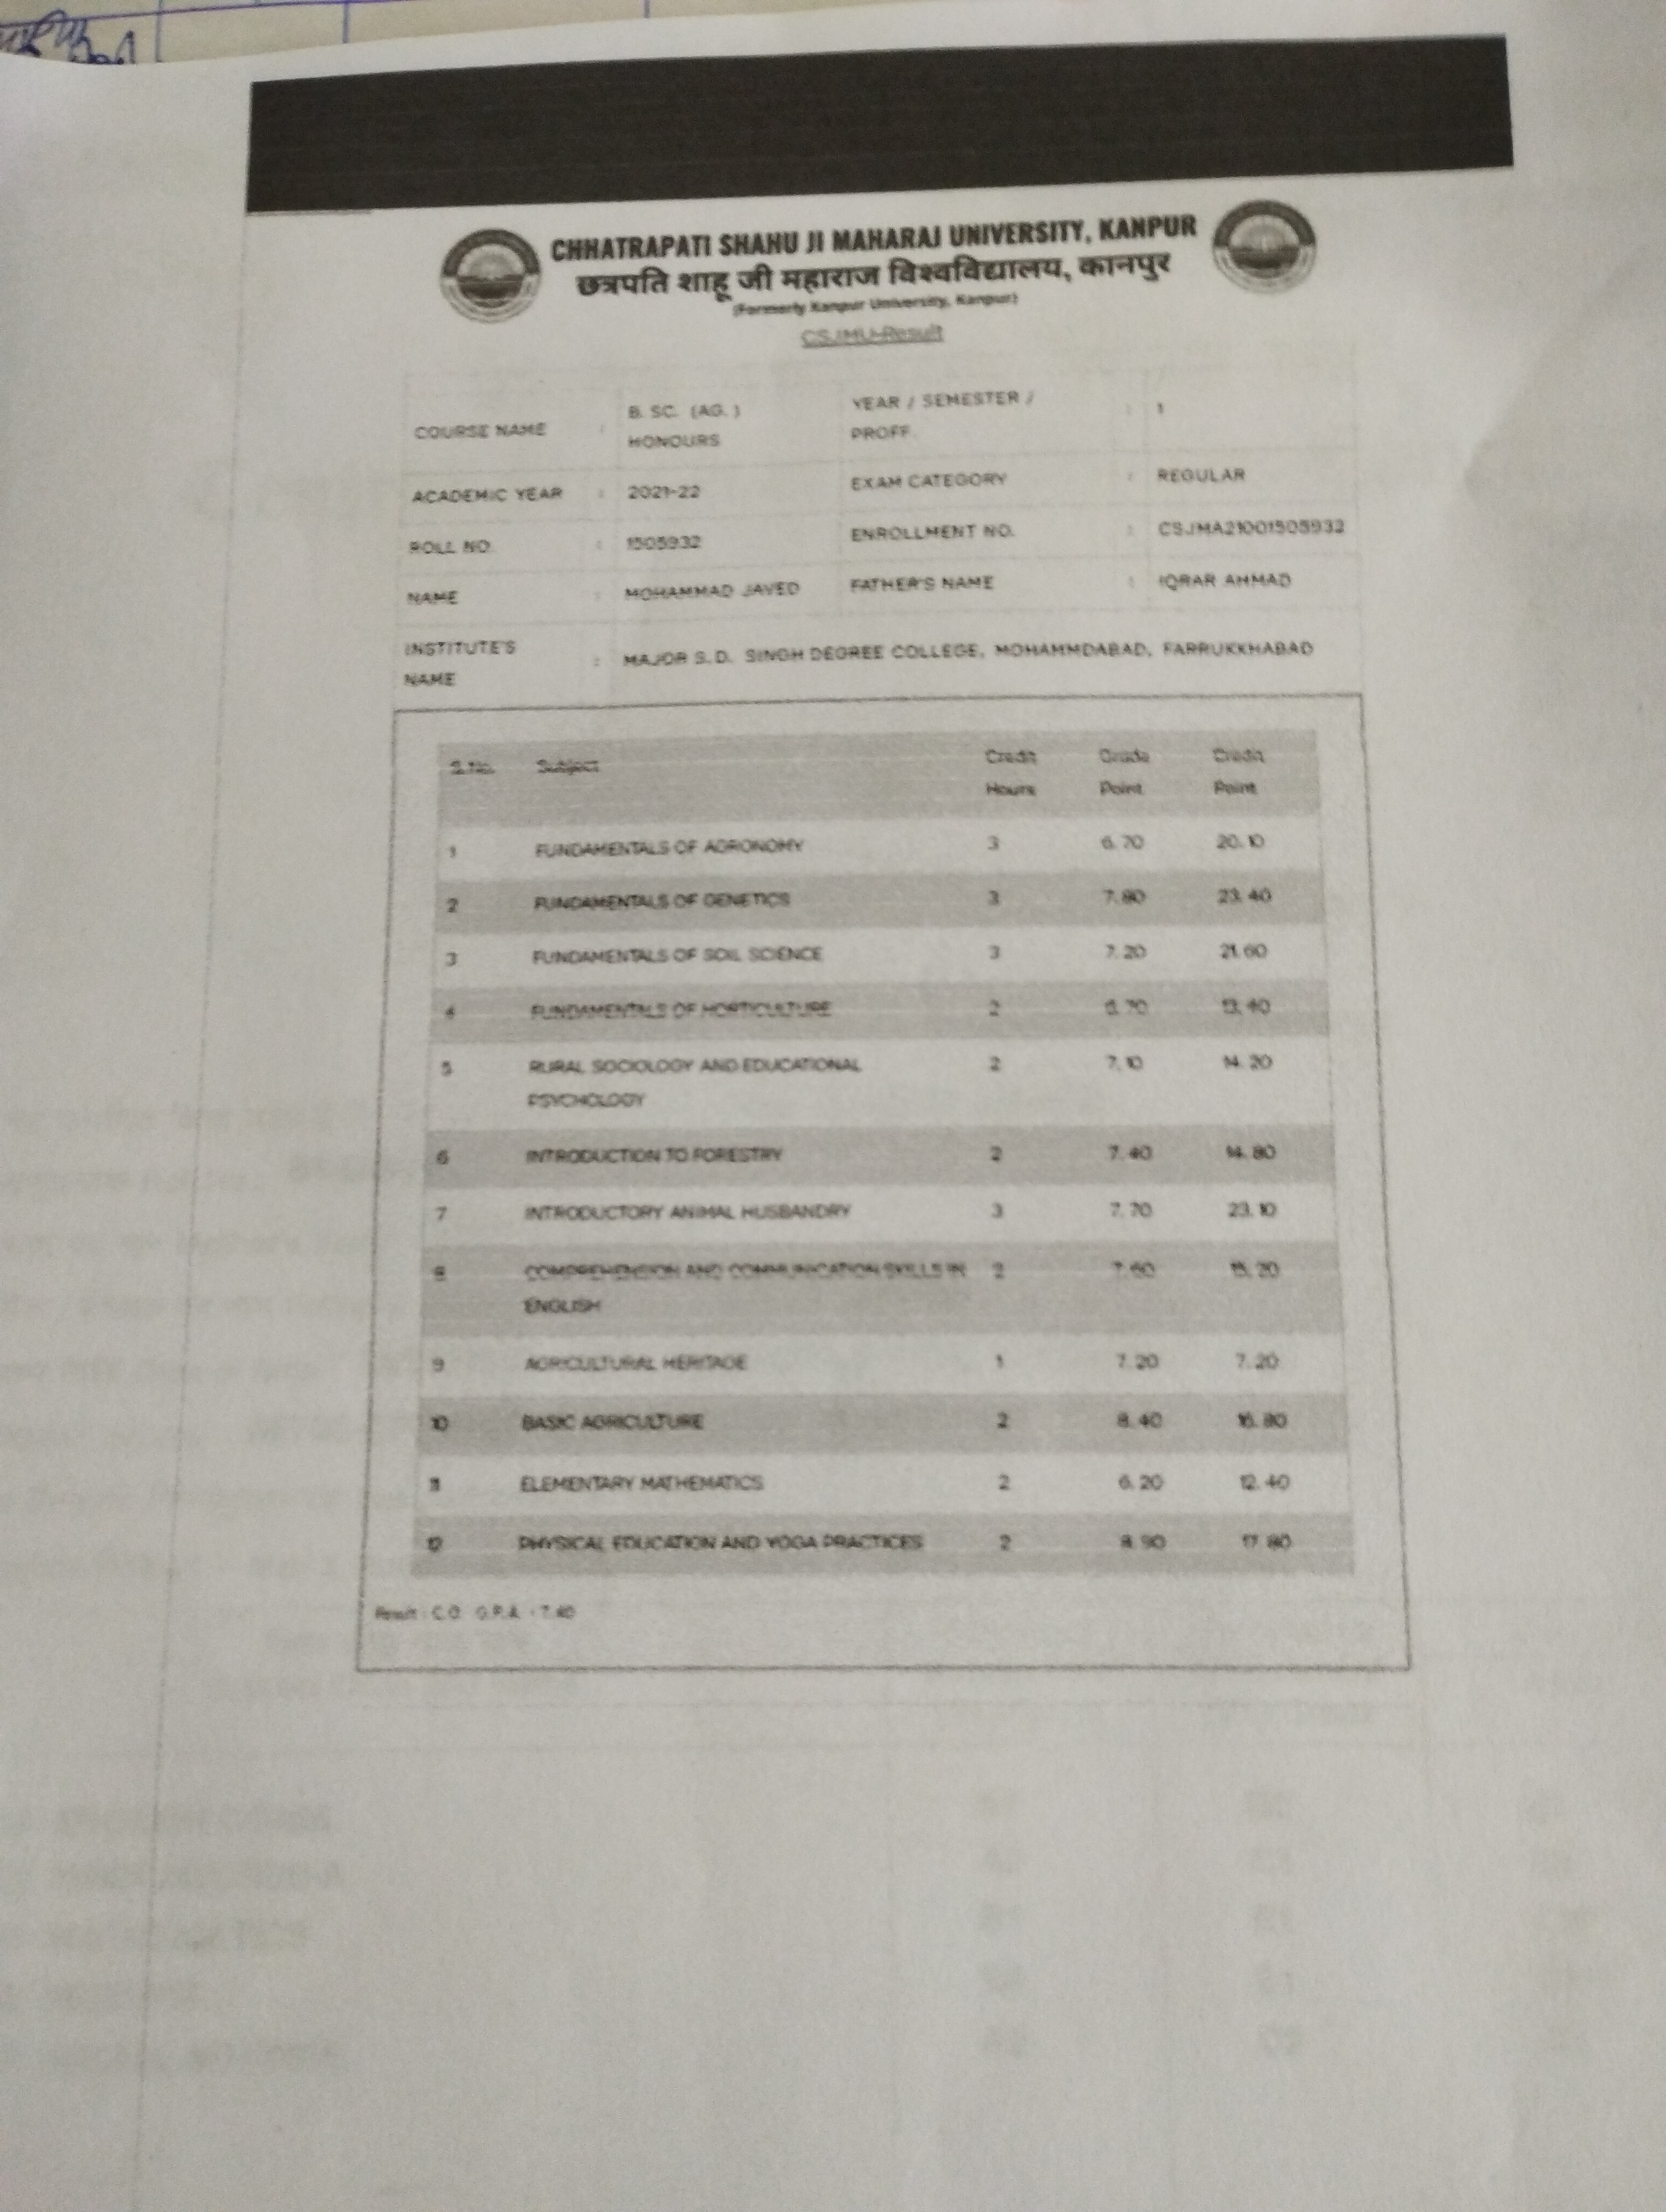 CHHATRAPATI SHAHU JI MAHARAJ UNIVERSITY, KANPUR
छत्रपति शाहू जी महाराज विश्वविद्यालय, कानपुर
(Formerly Kanpur University, Kanpur)
CSJMU-Result
COURSE NAME : B. SC. (AG. ) HONOURS YEAR / SEMESTER / PROFF. : 1
ACADEMIC YEAR : 2021-22 EXAM CATEGORY : REGULAR
ROLL NO. : 1505932 ENROLLMENT NO. : CSJMA21001505932
NAME : MOHAMMAD JAVED FATHER'S NAME : IQRAR AHMAD
INSTITUTE'S NAME : MAJOR S. D. SINGH DEGREE COLLEGE, MOHAMMDABAD, FARRUKKHABAD
S.No. Subject Credit Hours Grade Point Credit Point
1 FUNDAMENTALS OF AGRONOMY 3 6.70 20.10
2 FUNDAMENTALS OF GENETICS 3 7.80 23.40
3 FUNDAMENTALS OF SOIL SCIENCE 3 7.20 21.60
4 FUNDAMENTALS OF HORTICULTURE 2 6.70 13.40
5 RURAL SOCIOLOGY AND EDUCATIONAL PSYCHOLOGY 2 7.10 14.20
6 INTRODUCTION TO FORESTRY 2 7.40 14.80
7 INTRODUCTORY ANIMAL HUSBANDRY 3 7.70 23.10
8 COMPREHENSION AND COMMUNICATION SKILLS IN ENGLISH 2 7.60 15.20
9 AGRICULTURAL HERITAGE 1 7.20 7.20
10 BASIC AGRICULTURE 2 8.40 16.80
11 ELEMENTARY MATHEMATICS 2 6.20 12.40
12 PHYSICAL EDUCATION AND YOGA PRACTICES 2 8.90 17.80
Result : C.O. G.P.A. - 7.40